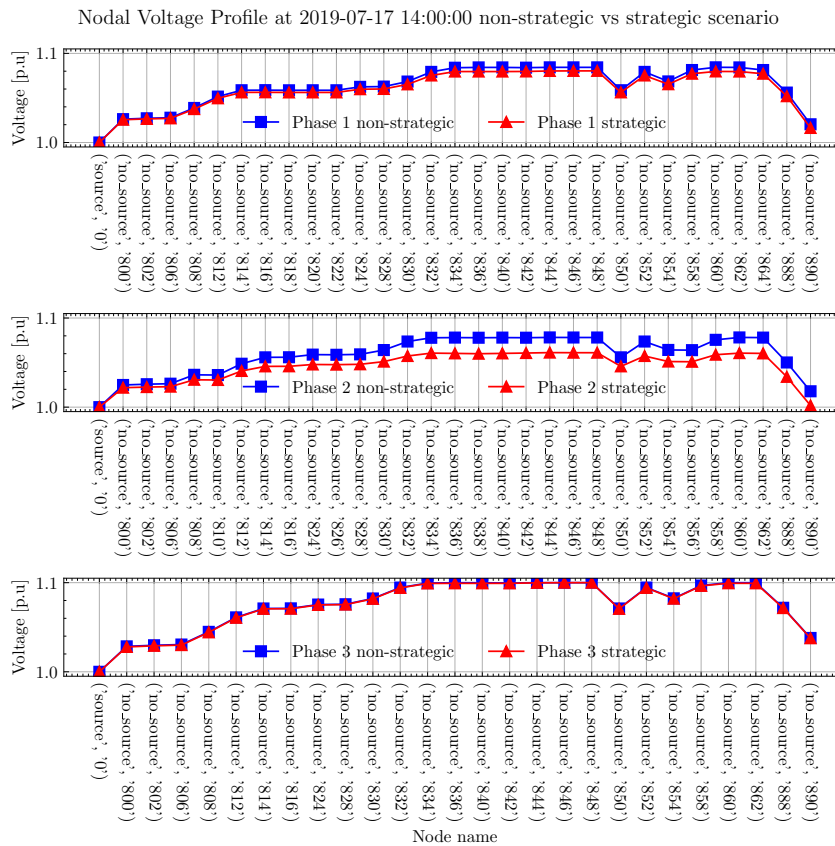 Nodal Voltage Profile at 2019-07-17 14:00:00 non-strategic vs strategic scenario
Voltage [p.u]
1.1
1.0
Phase 1 non-strategic
Phase 1 strategic
('source', '0')
('no_source', '800')
('no_source', '802')
('no_source', '806')
('no_source', '808')
('no_source', '812')
('no_source', '814')
('no_source', '816')
('no_source', '818')
('no_source', '820')
('no_source', '822')
('no_source', '824')
('no_source', '828')
('no_source', '830')
('no_source', '832')
('no_source', '834')
('no_source', '836')
('no_source', '840')
('no_source', '842')
('no_source', '844')
('no_source', '846')
('no_source', '848')
('no_source', '850')
('no_source', '852')
('no_source', '854')
('no_source', '858')
('no_source', '860')
('no_source', '862')
('no_source', '864')
('no_source', '888')
('no_source', '890')
Voltage [p.u]
1.1
1.0
Phase 2 non-strategic
Phase 2 strategic
('source', '0')
('no_source', '800')
('no_source', '802')
('no_source', '806')
('no_source', '808')
('no_source', '810')
('no_source', '812')
('no_source', '814')
('no_source', '816')
('no_source', '824')
('no_source', '826')
('no_source', '828')
('no_source', '830')
('no_source', '832')
('no_source', '834')
('no_source', '836')
('no_source', '838')
('no_source', '840')
('no_source', '842')
('no_source', '844')
('no_source', '846')
('no_source', '848')
('no_source', '850')
('no_source', '852')
('no_source', '854')
('no_source', '856')
('no_source', '858')
('no_source', '860')
('no_source', '862')
('no_source', '888')
('no_source', '890')
Voltage [p.u]
1.1
1.0
Phase 3 non-strategic
Phase 3 strategic
('source', '0')
('no_source', '800')
('no_source', '802')
('no_source', '806')
('no_source', '808')
('no_source', '812')
('no_source', '814')
('no_source', '816')
('no_source', '824')
('no_source', '828')
('no_source', '830')
('no_source', '832')
('no_source', '834')
('no_source', '836')
('no_source', '840')
('no_source', '842')
('no_source', '844')
('no_source', '846')
('no_source', '848')
('no_source', '850')
('no_source', '852')
('no_source', '854')
('no_source', '858')
('no_source', '860')
('no_source', '862')
('no_source', '888')
('no_source', '890')
Node name